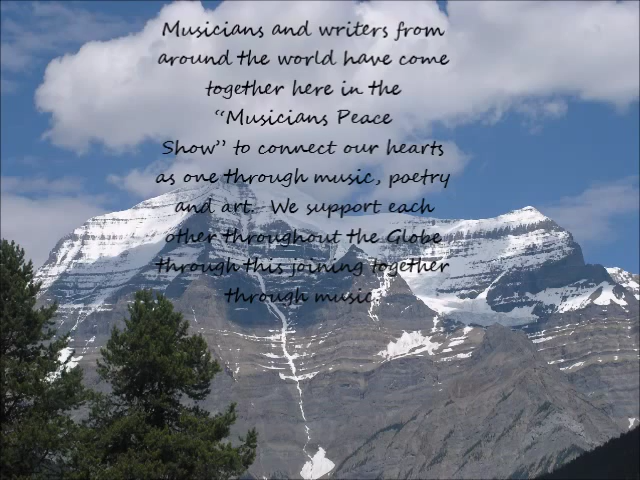 Musicians and writers from
around the world have come
together here in the
“Musicians Peace
Show” to connect our hearts
as one through music, poetry
and art. We support each
other throughout the Globe
through this joining together
through music.